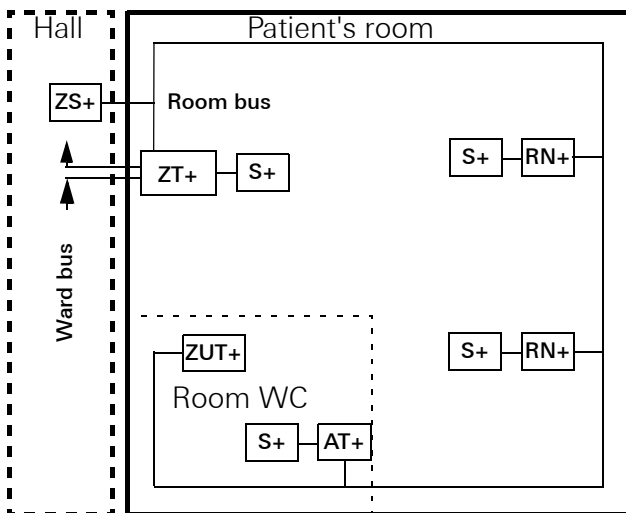 Hall
Patient's room
ZS+
Room bus
S+
RN+
ZT+
S+
Ward bus
ZUT+
S+
RN+
Room WC
S+
AT+